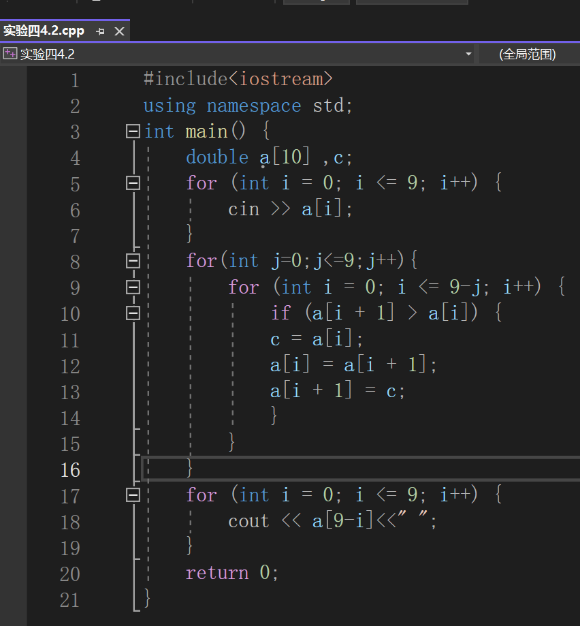 实验四4.2.cpp
实验四4.2 (全局范围)
1 #include<iostream>
2 using namespace std;
3 int main() {
4 double a[10] ,c;
5 for (int i = 0; i <= 9; i++) {
6 cin >> a[i];
7 }
8 for(int j=0;j<=9;j++){
9 for (int i = 0; i <= 9-j; i++) {
10 if (a[i + 1] > a[i]) {
11 c = a[i];
12 a[i] = a[i + 1];
13 a[i + 1] = c;
14 }
15 }
16 }
17 for (int i = 0; i <= 9; i++) {
18 cout << a[9-i]<<" ";
19 }
20 return 0;
21 }